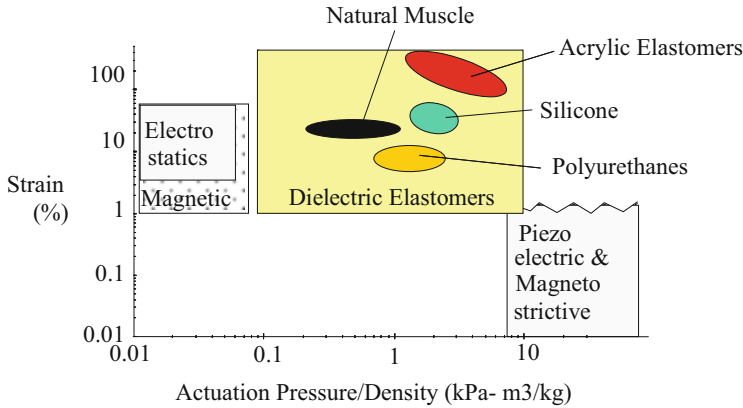 Natural Muscle
Acrylic Elastomers
100
Silicone
Electro
statics
10
Polyurethanes
Strain
(%)
Magnetic
Dielectric Elastomers
1
Piezo
electric &
Magneto
strictive
0.1
0.01
0.01
0.1
1
10
Actuation Pressure/Density (kPa- m3/kg)